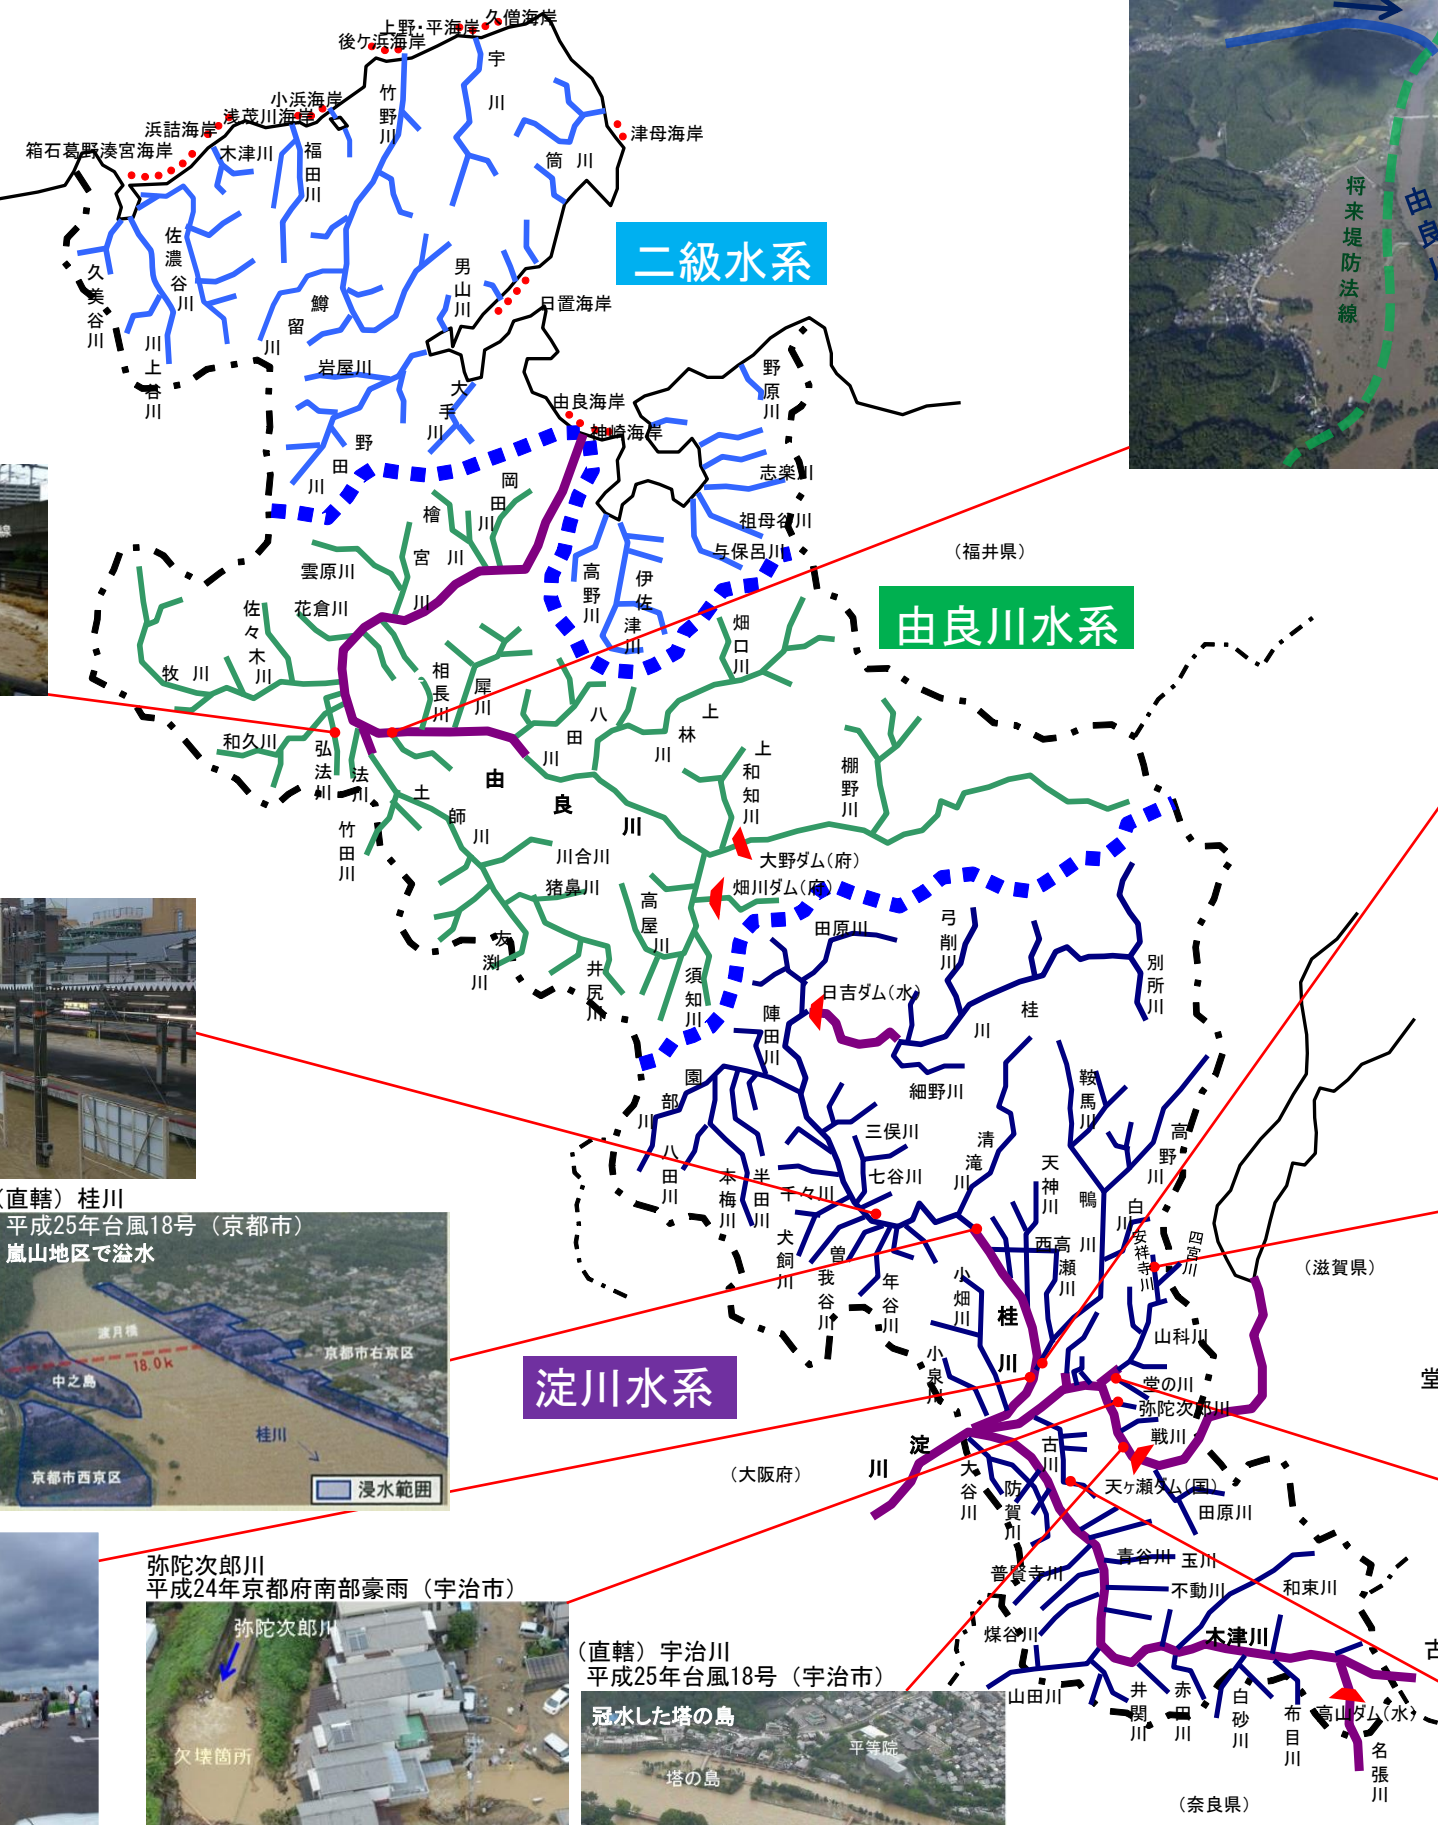 上野・平海岸
久僧海岸
後ケ浜海岸
宇川
竹野川
小浜海岸
浅茂川海岸
浜詰海岸
箱石葛野湊宮海岸
木津川
福田川
筒川
津母海岸
佐濃谷川
久美谷川
川上谷川
鱒留川
男山川
日置海岸
二級水系
将来堤防法線
由良川
岩屋川
大手川
野田川
由良海岸
神崎海岸
野原川
志楽川
祖母谷川
与保呂川
高野川
伊佐津川
(福井県)
線
岡田川
檜川
宮川
雲原川
花倉川
佐々木川
牧川
和久川
弘法川
法川
相長川
犀川
八田川
上林川
畑口川
由良川水系
上和知川
棚野川
由良川
土師川
竹田川
川合川
猪鼻川
友渕川
井尻川
高屋川
須知川
大野ダム(府)
畑川ダム(府)
田原川
弓削川
別所川
日吉ダム(水)
陣田川
桂川
細野川
園部川
八田川
本梅川
半田川
三俣川
七谷川
千々川
犬飼川
曽我谷川
年谷川
清滝川
天神川
鞍馬川
高野川
鴨川
白川
安祥寺川
四宮川
西高瀬川
小畑川
小泉川
桂川
山科川
堂の川
弥陀次郎川
戦川
(滋賀県)
淀川水系
淀川
(大阪府)
古川
天ヶ瀬ダム(国)
田原川
大谷川
防賀川
普賢寺川
青谷川
玉川
不動川
和束川
煤谷川
木津川
山田川
井関川
赤田川
白砂川
布目川
高山ダム(水)
名張川
(奈良県)
堂
古
(直轄)桂川
平成25年台風18号(京都市)
嵐山地区で溢水
渡月橋
18.0k
中之島
京都市右京区
桂川
京都市西京区
浸水範囲
弥陀次郎川
平成24年京都府南部豪雨(宇治市)
弥陀次郎川
欠壊箇所
(直轄)宇治川
平成25年台風18号(宇治市)
冠水した塔の島
平等院
塔の島